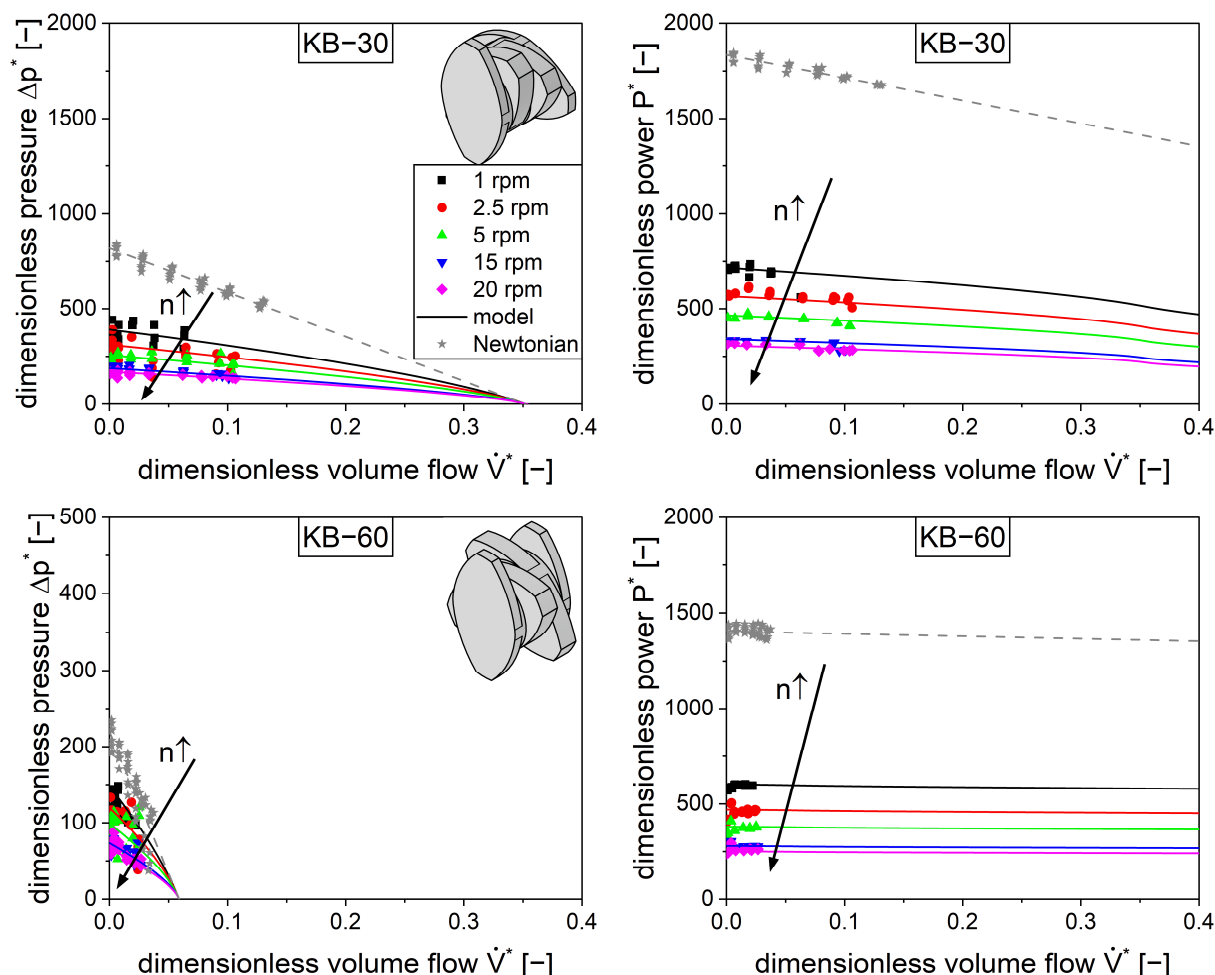 dimensionless pressure Δp* [−]
2000
1500
1000
500
0
KB−30
n↑
1 rpm
2.5 rpm
5 rpm
15 rpm
20 rpm
model
Newtonian
0.0 0.1 0.2 0.3 0.4
dimensionless volume flow V̇* [−]
dimensionless power P* [−]
2000
1500
1000
500
0
KB−30
n↑
0.0 0.1 0.2 0.3 0.4
dimensionless volume flow V̇* [−]
dimensionless pressure Δp* [−]
500
400
300
200
100
0
KB−60
n↑
0.0 0.1 0.2 0.3 0.4
dimensionless volume flow V̇* [−]
dimensionless power P* [−]
2000
1500
1000
500
0
KB−60
n↑
0.0 0.1 0.2 0.3 0.4
dimensionless volume flow V̇* [−]